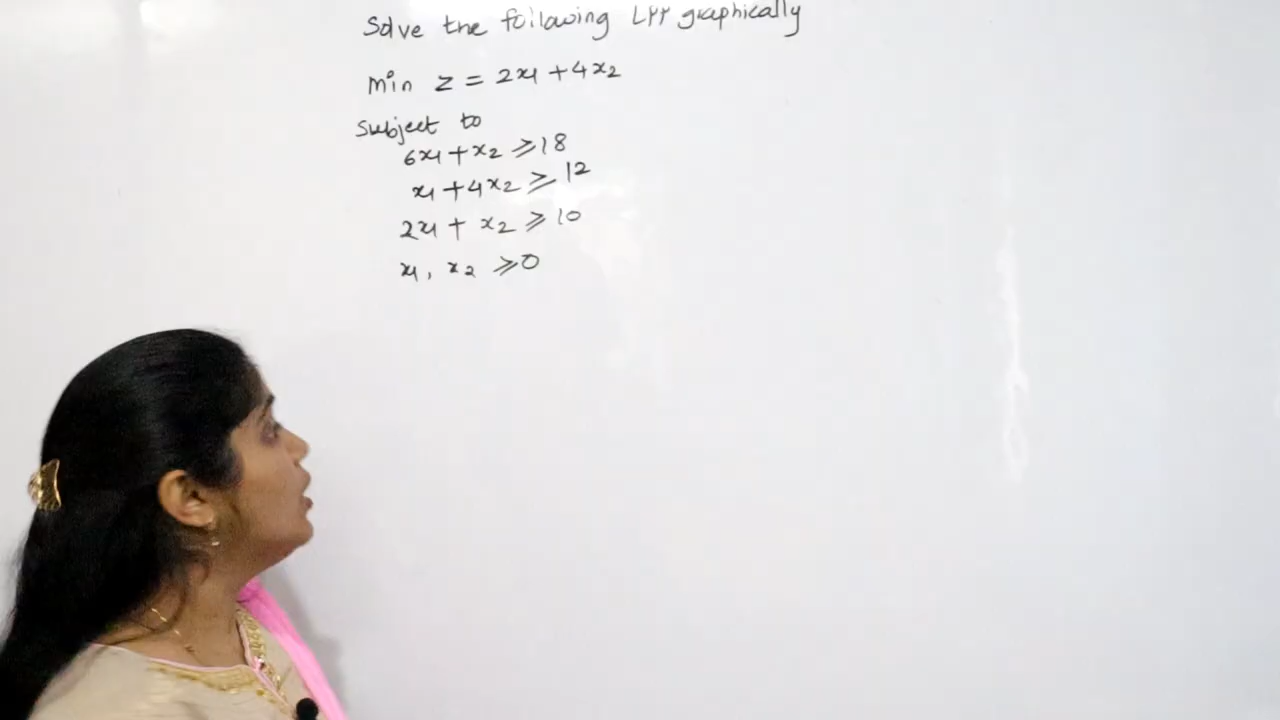 Solve the following LPP graphically
Min Z = 2x1 + 4x2
Subject to
6x1 + x2 ≥ 18
x1 + 4x2 ≥ 12
2x1 + x2 ≥ 10
x1, x2 ≥ 0